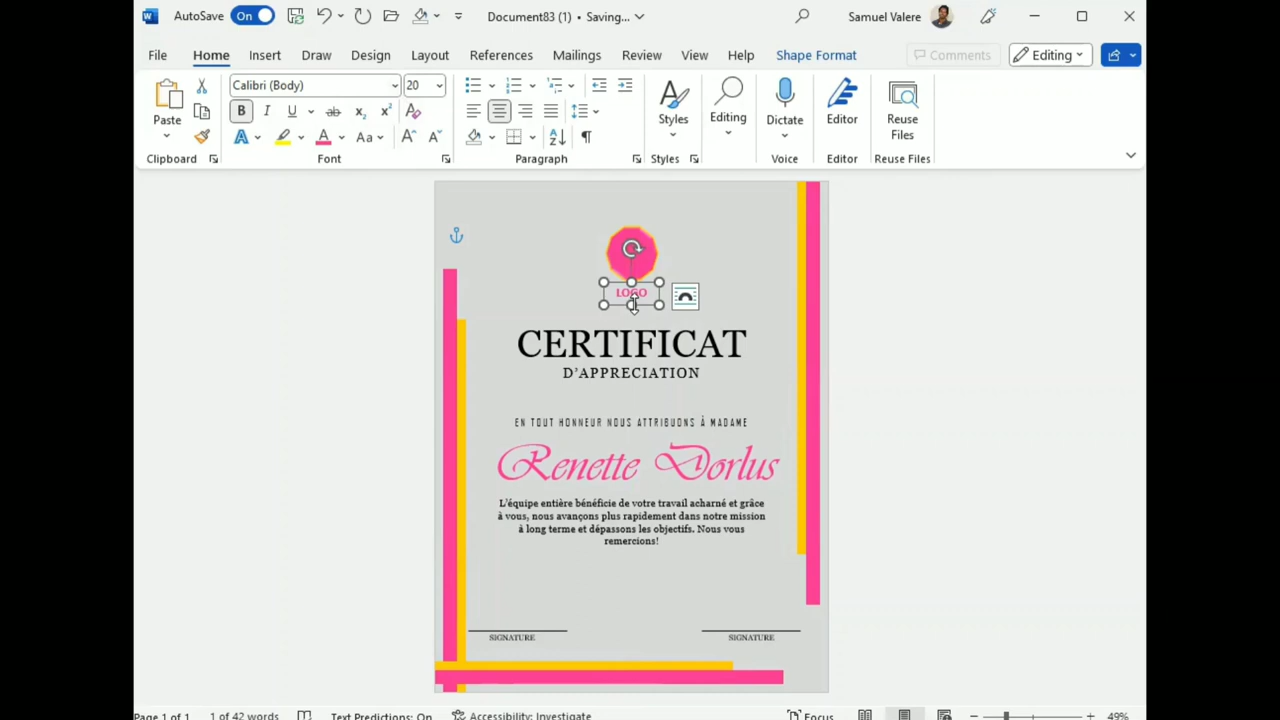 AutoSave On Document83 (1) • Saving... Samuel Valere
File Home Insert Draw Design Layout References Mailings Review View Help Shape Format Comments Editing
Calibri (Body) 20
Paste Styles Editing Dictate Editor Reuse Files
Clipboard Font Paragraph Styles Voice Editor Reuse Files
LOGO
CERTIFICAT
D'APPRECIATION
EN TOUT HONNEUR NOUS ATTRIBUONS À MADAME
Renette Dorlus
L'équipe entière bénéficie de votre travail acharné et grâce
à vous, nous avançons plus rapidement dans notre mission
à long terme et dépassons les objectifs. Nous vous
remercions!
SIGNATURE SIGNATURE
Page 1 of 1 1 of 42 words Text Predictions: On Accessibility: Investigate Focus 49%